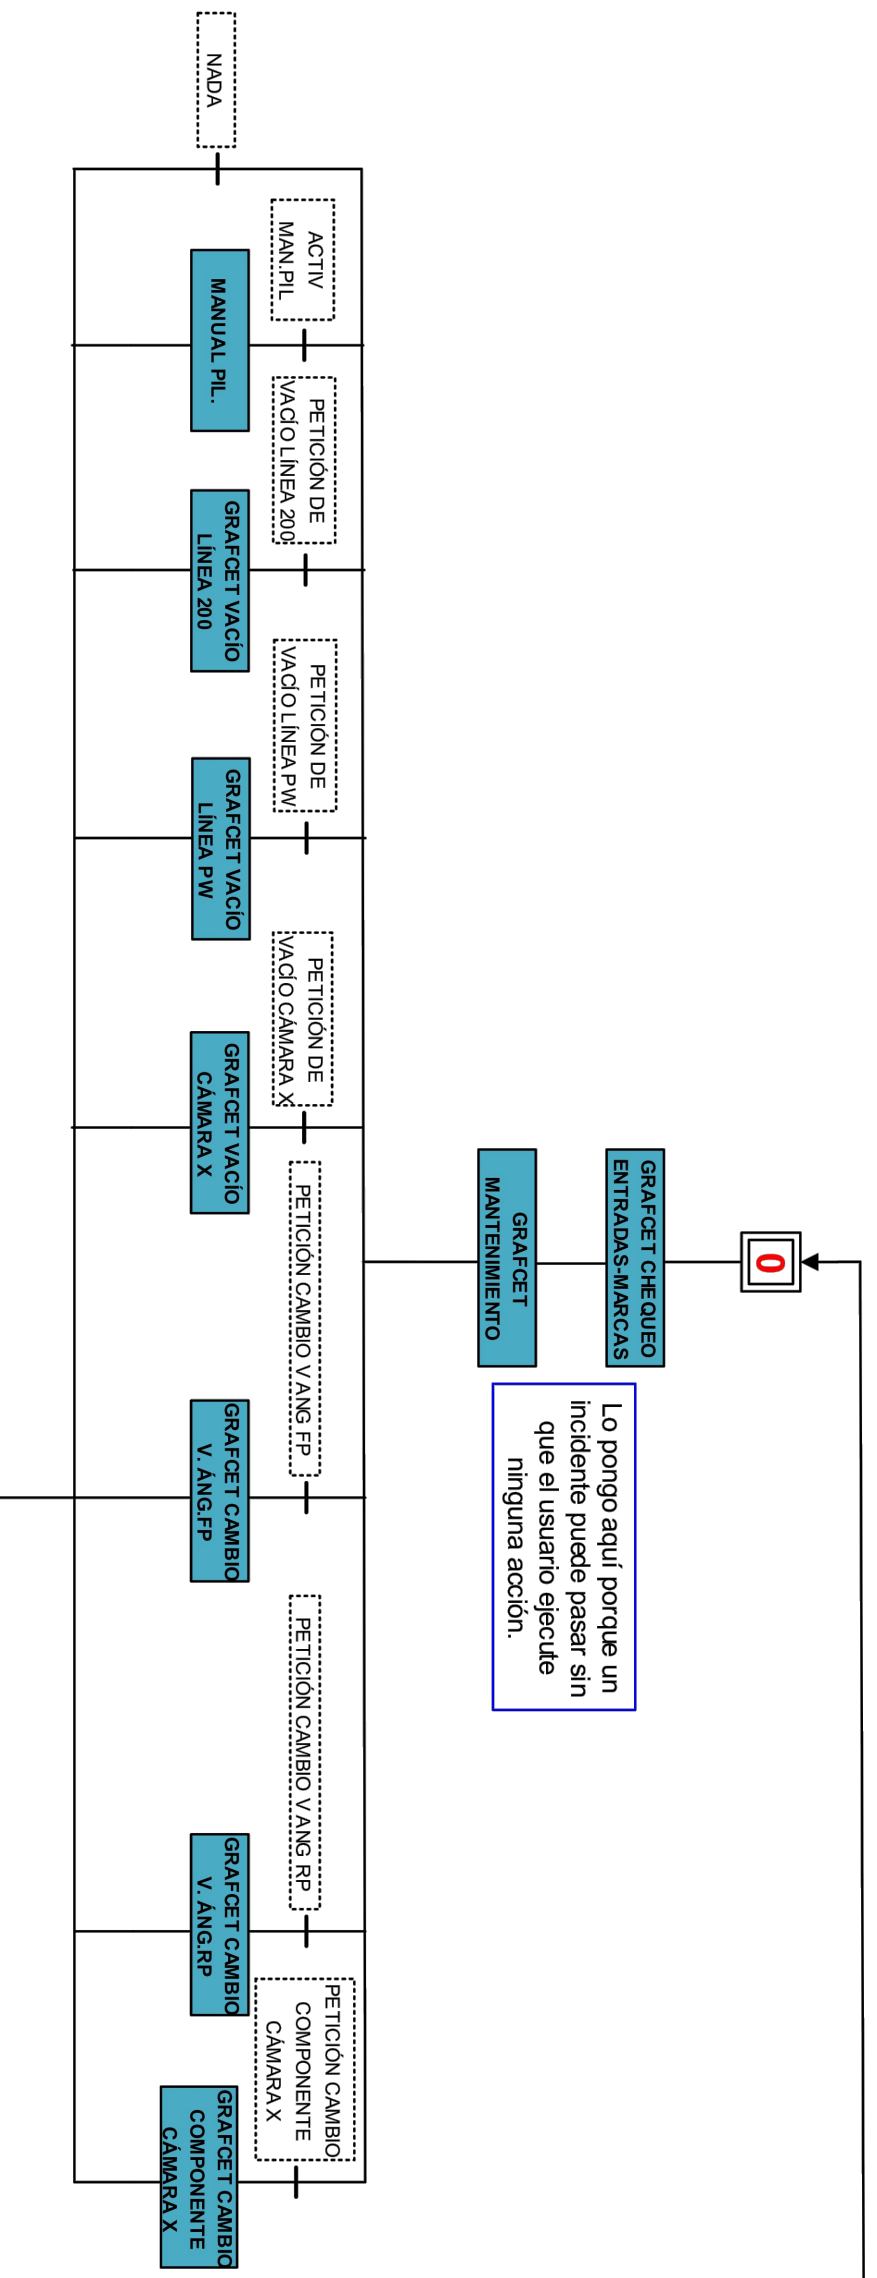 0
GRAFCET CHEQUEO
ENTRADAS-MARCAS
GRAFCET
MANTENIMIENTO
Lo pongo aquí porque un
incidente puede pasar sin
que el usuario ejecute
ninguna acción.
NADA
ACTIV
MAN.PIL
PETICIÓN DE
VACÍO LÍNEA 200
PETICIÓN DE
VACÍO LÍNEA PW
PETICIÓN DE
VACÍO CÁMARA X
PETICIÓN CAMBIO V ANG FP
PETICIÓN CAMBIO V ANG RP
PETICIÓN CAMBIO
COMPONENTE
CÁMARA X
MANUAL PIL.
GRAFCET VACÍO
LÍNEA 200
GRAFCET VACÍO
LÍNEA PW
GRAFCET VACÍO
CÁMARA X
GRAFCET CAMBIO
V. ÁNG.FP
GRAFCET CAMBIO
V. ÁNG.RP
GRAFCET CAMBIO
COMPONENTE
CÁMARA X